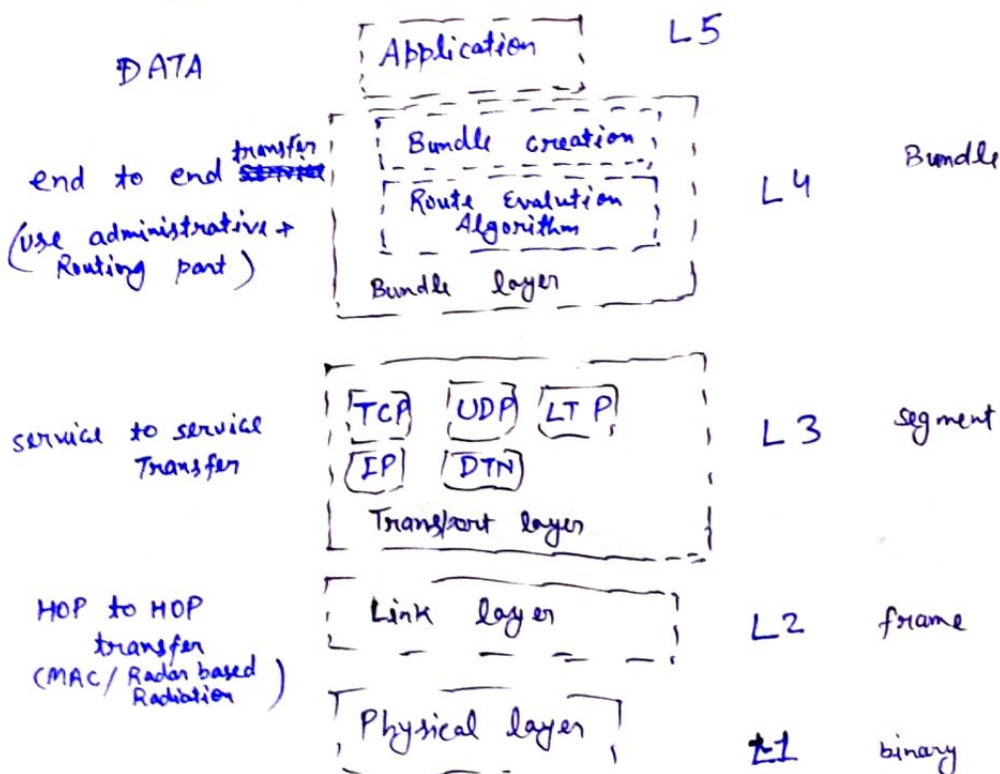 Application
L5
DATA
Bundle creation
Bundle
end to end transfer service
L4
Route Evalution
Algorithm
(use administrative +
Routing part)
Bundle layer
TCP UDP LTP
L3
segment
service to service
Transfer
IP DTN
Transport layer
HOP to HOP
transfer
(MAC/ Radar based
Radiation)
Link layer
L2
frame
Physical layer
L1
binary